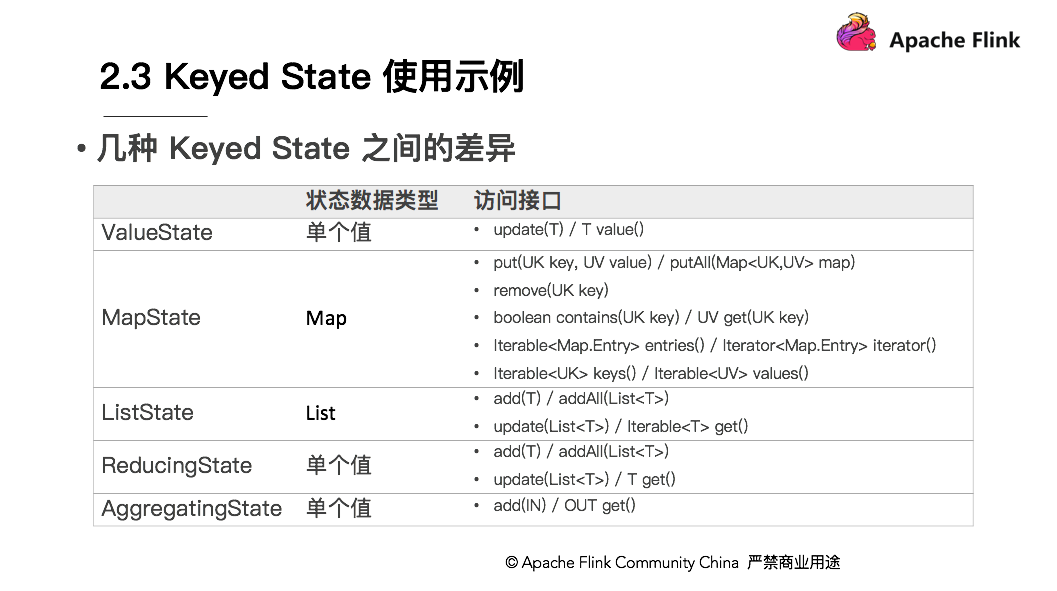 Apache Flink
2.3 Keyed State 使用示例
• 几种 Keyed State 之间的差异
状态数据类型 访问接口
ValueState 单个值 • update(T) / T value()
MapState Map • put(UK key, UV value) / putAll(Map<UK,UV> map)
• remove(UK key)
• boolean contains(UK key) / UV get(UK key)
• Iterable<Map.Entry> entries() / Iterator<Map.Entry> iterator()
• Iterable<UK> keys() / Iterable<UV> values()
ListState List • add(T) / addAll(List<T>)
• update(List<T>) / Iterable<T> get()
ReducingState 单个值 • add(T) / addAll(List<T>)
• update(List<T>) / T get()
AggregatingState 单个值 • add(IN) / OUT get()
© Apache Flink Community China 严禁商业用途